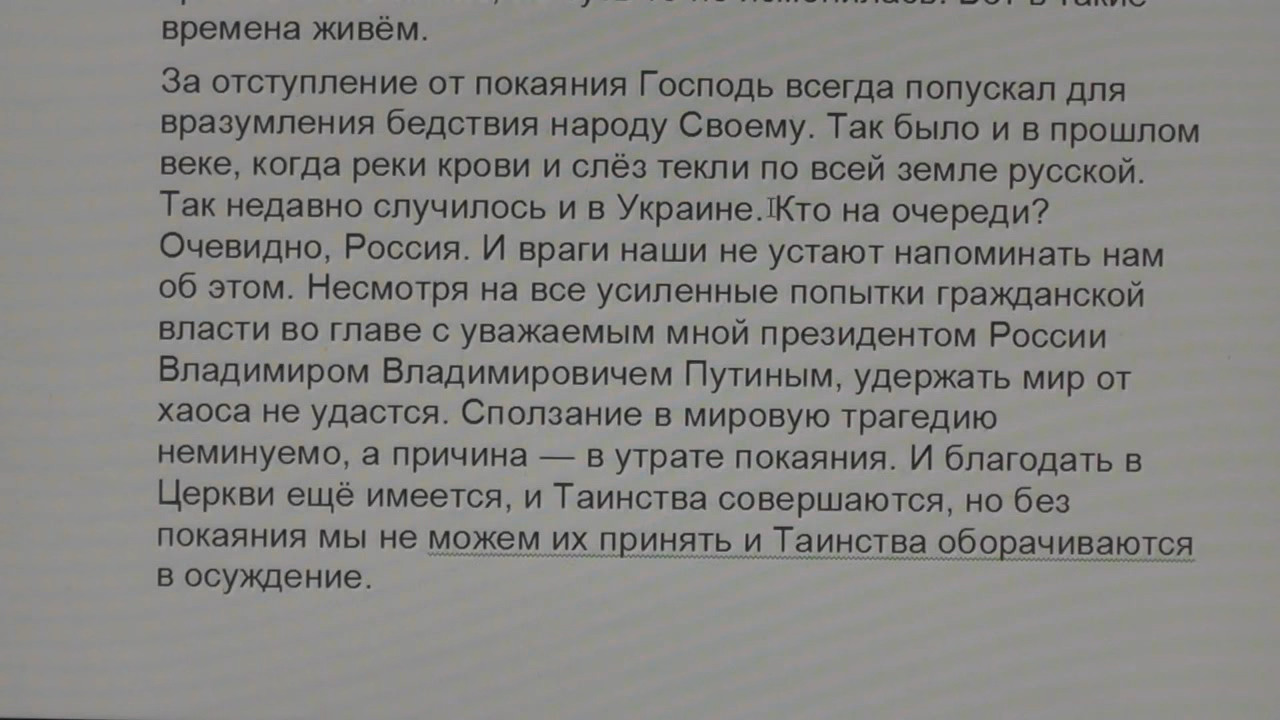 времена живём.
За отступление от покаяния Господь всегда попускал для
вразумления бедствия народу Своему. Так было и в прошлом
веке, когда реки крови и слёз текли по всей земле русской.
Так недавно случилось и в Украине. Кто на очереди?
Очевидно, Россия. И враги наши не устают напоминать нам
об этом. Несмотря на все усиленные попытки гражданской
власти во главе с уважаемым мной президентом России
Владимиром Владимировичем Путиным, удержать мир от
хаоса не удастся. Сползание в мировую трагедию
неминуемо, а причина — в утрате покаяния. И благодать в
Церкви ещё имеется, и Таинства совершаются, но без
покаяния мы не можем их принять и Таинства оборачиваются
в осуждение.